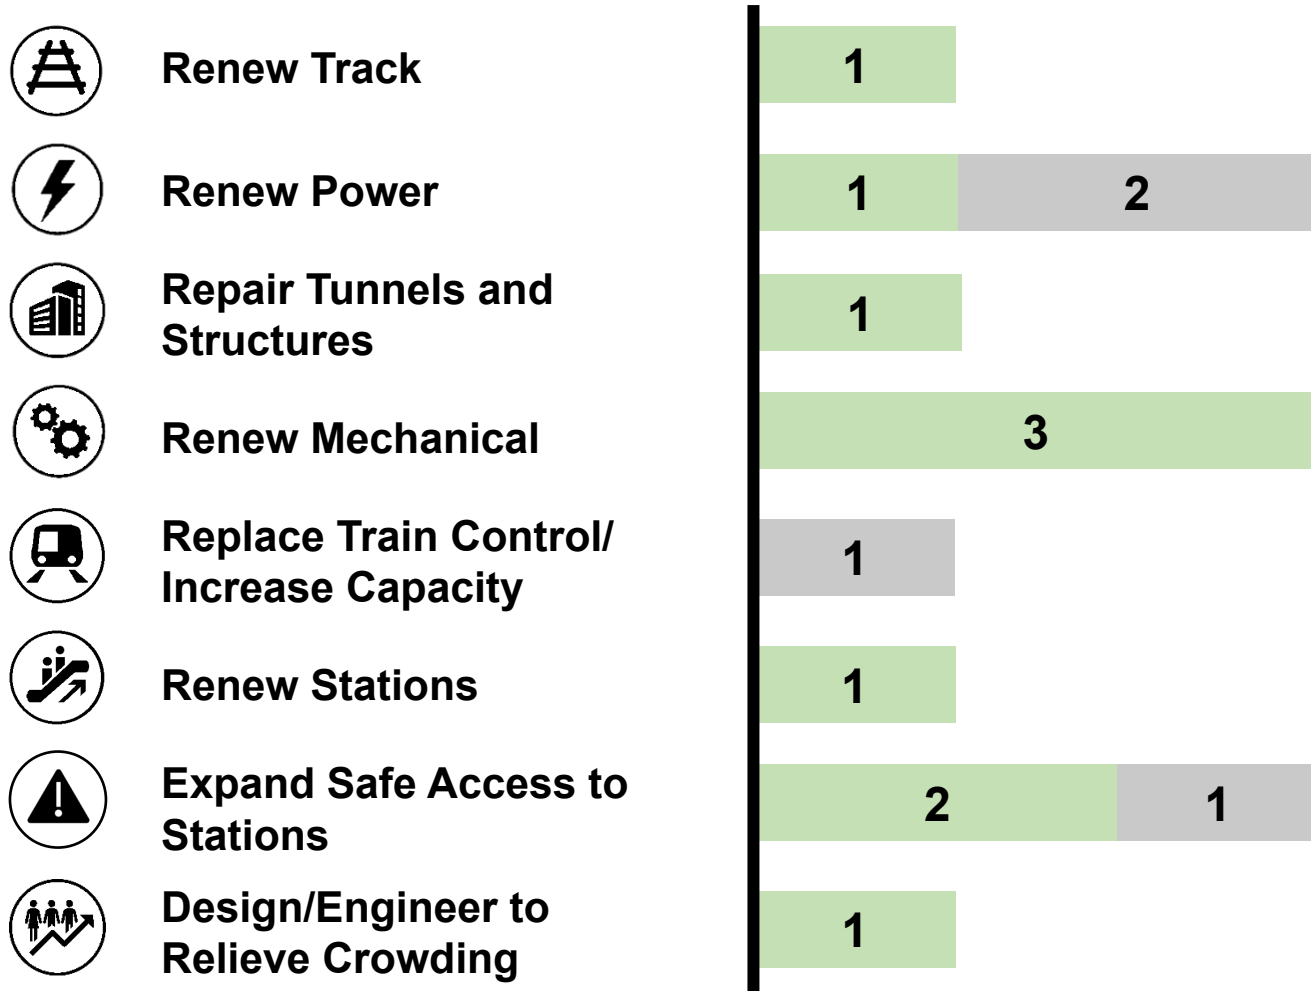 Renew Track
1
Renew Power
1 2
Repair Tunnels and
Structures
1
Renew Mechanical
3
Replace Train Control/
Increase Capacity
1
Renew Stations
1
Expand Safe Access to
Stations
2 1
Design/Engineer to
Relieve Crowding
1